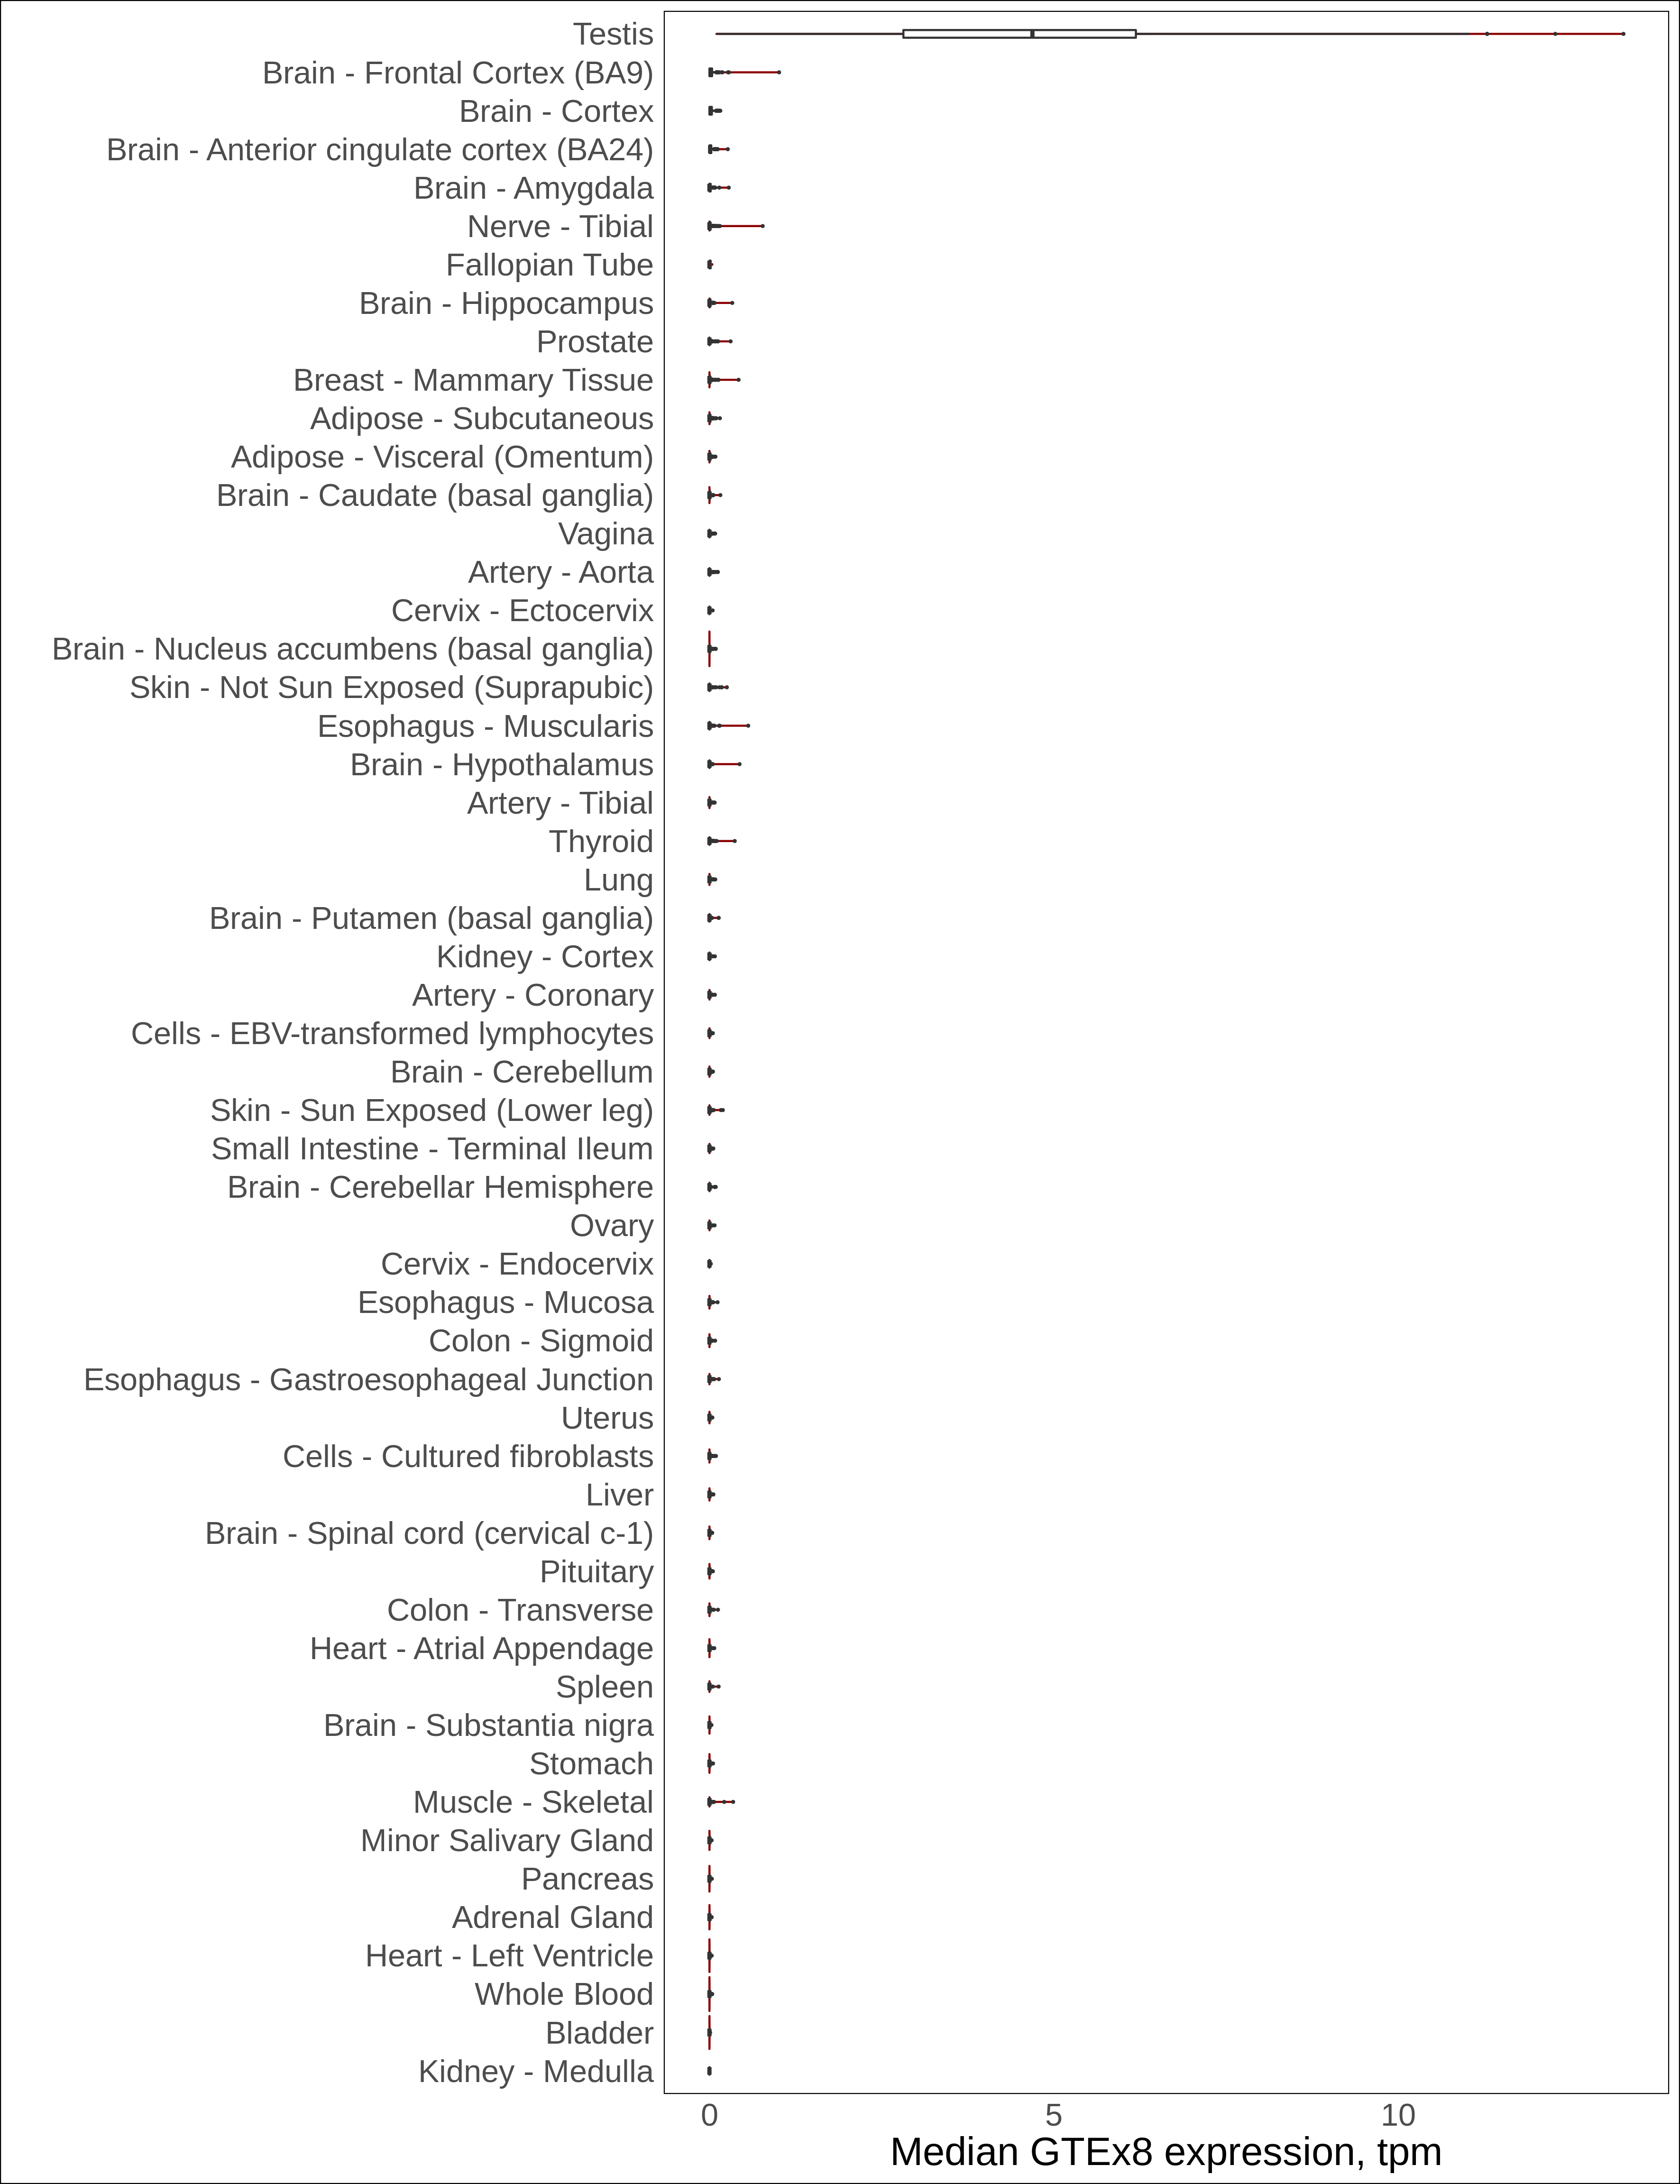 Testis
Brain - Frontal Cortex (BA9)
Brain - Cortex
Brain - Anterior cingulate cortex (BA24)
Brain - Amygdala
Nerve - Tibial
Fallopian Tube
Brain - Hippocampus
Prostate
Breast - Mammary Tissue
Adipose - Subcutaneous
Adipose - Visceral (Omentum)
Brain - Caudate (basal ganglia)
Vagina
Artery - Aorta
Cervix - Ectocervix
Brain - Nucleus accumbens (basal ganglia)
Skin - Not Sun Exposed (Suprapubic)
Esophagus - Muscularis
Brain - Hypothalamus
Artery - Tibial
Thyroid
Lung
Brain - Putamen (basal ganglia)
Kidney - Cortex
Artery - Coronary
Cells - EBV-transformed lymphocytes
Brain - Cerebellum
Skin - Sun Exposed (Lower leg)
Small Intestine - Terminal Ileum
Brain - Cerebellar Hemisphere
Ovary
Cervix - Endocervix
Esophagus - Mucosa
Colon - Sigmoid
Esophagus - Gastroesophageal Junction
Uterus
Cells - Cultured fibroblasts
Liver
Brain - Spinal cord (cervical c-1)
Pituitary
Colon - Transverse
Heart - Atrial Appendage
Spleen
Brain - Substantia nigra
Stomach
Muscle - Skeletal
Minor Salivary Gland
Pancreas
Adrenal Gland
Heart - Left Ventricle
Whole Blood
Bladder
Kidney - Medulla
0 5 10
Median GTEx8 expression, tpm